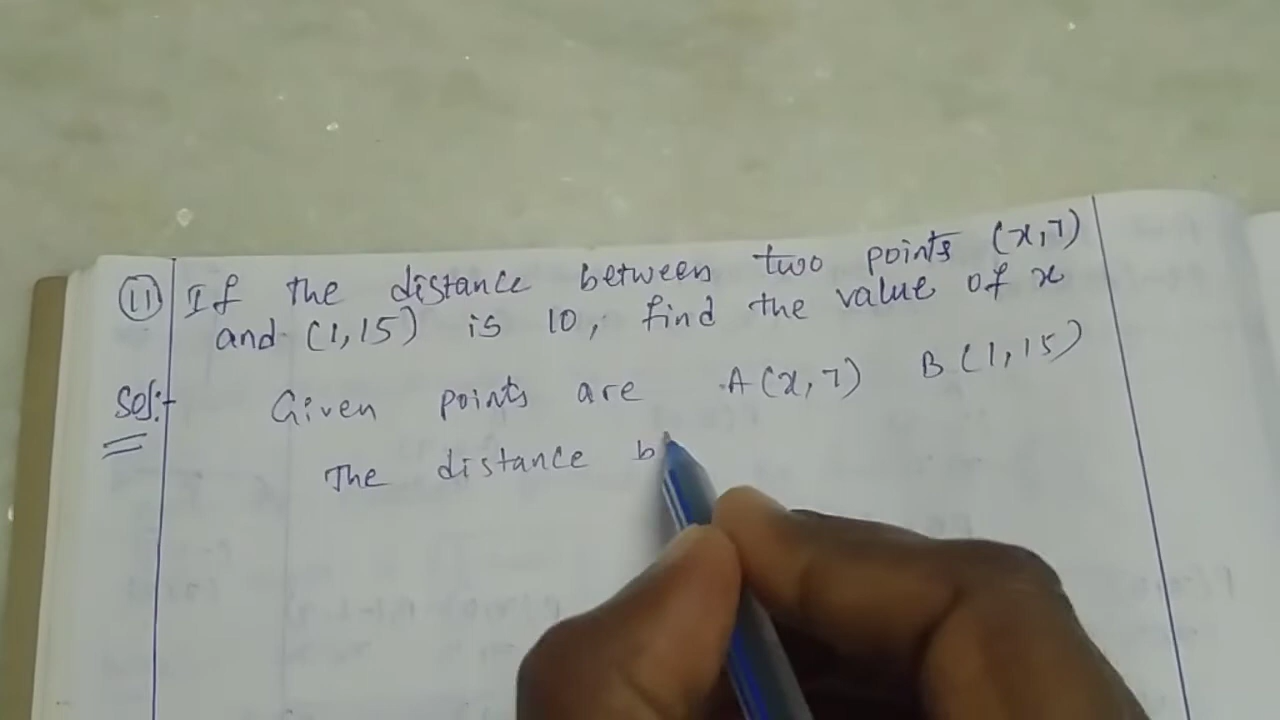 11 If the distance between two points (x,7)
and (1,15) is 10, find the value of x
Sol:- Given points are A(x,7) B(1,15)
The distance b